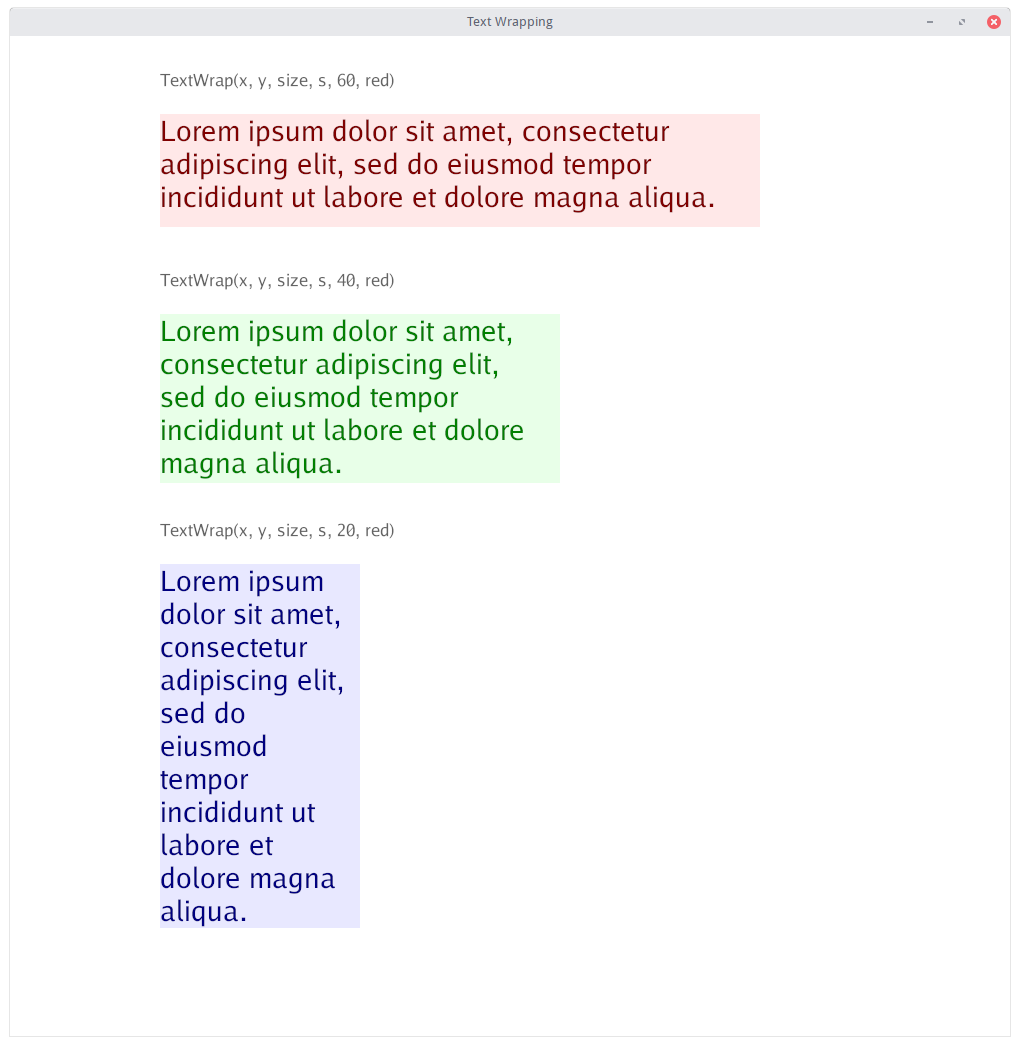 Text Wrapping
TextWrap(x, y, size, s, 60, red)
Lorem ipsum dolor sit amet, consectetur
adipiscing elit, sed do eiusmod tempor
incididunt ut labore et dolore magna aliqua.
TextWrap(x, y, size, s, 40, red)
Lorem ipsum dolor sit amet,
consectetur adipiscing elit,
sed do eiusmod tempor
incididunt ut labore et dolore
magna aliqua.
TextWrap(x, y, size, s, 20, red)
Lorem ipsum
dolor sit amet,
consectetur
adipiscing elit,
sed do
eiusmod
tempor
incididunt ut
labore et
dolore magna
aliqua.